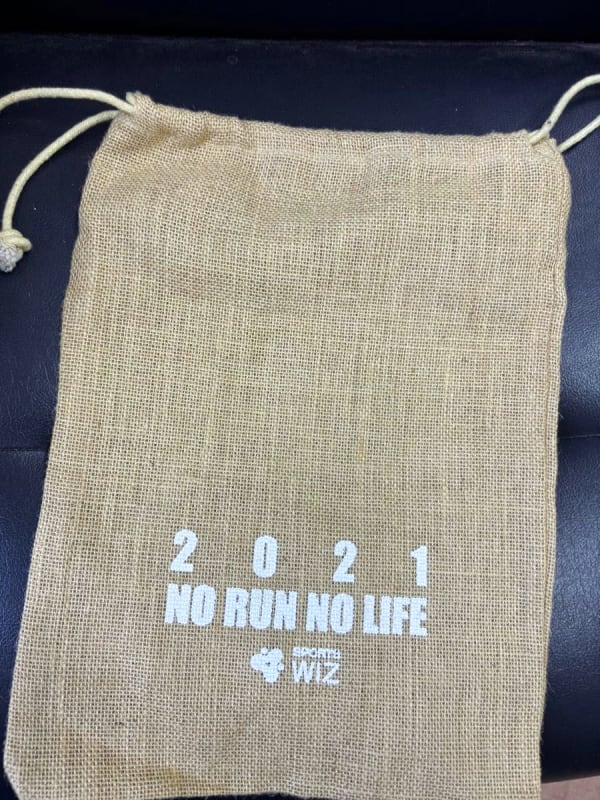 2 0 2 1
NO RUN NO LIFE
SPORTS
WIZ